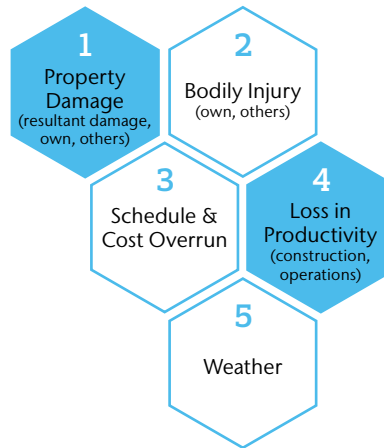 1
Property
Damage
(resultant damage,
own, others)
2
Bodily Injury
(own, others)
3
Schedule &
Cost Overrun
4
Loss in
Productivity
(construction,
operations)
5
Weather